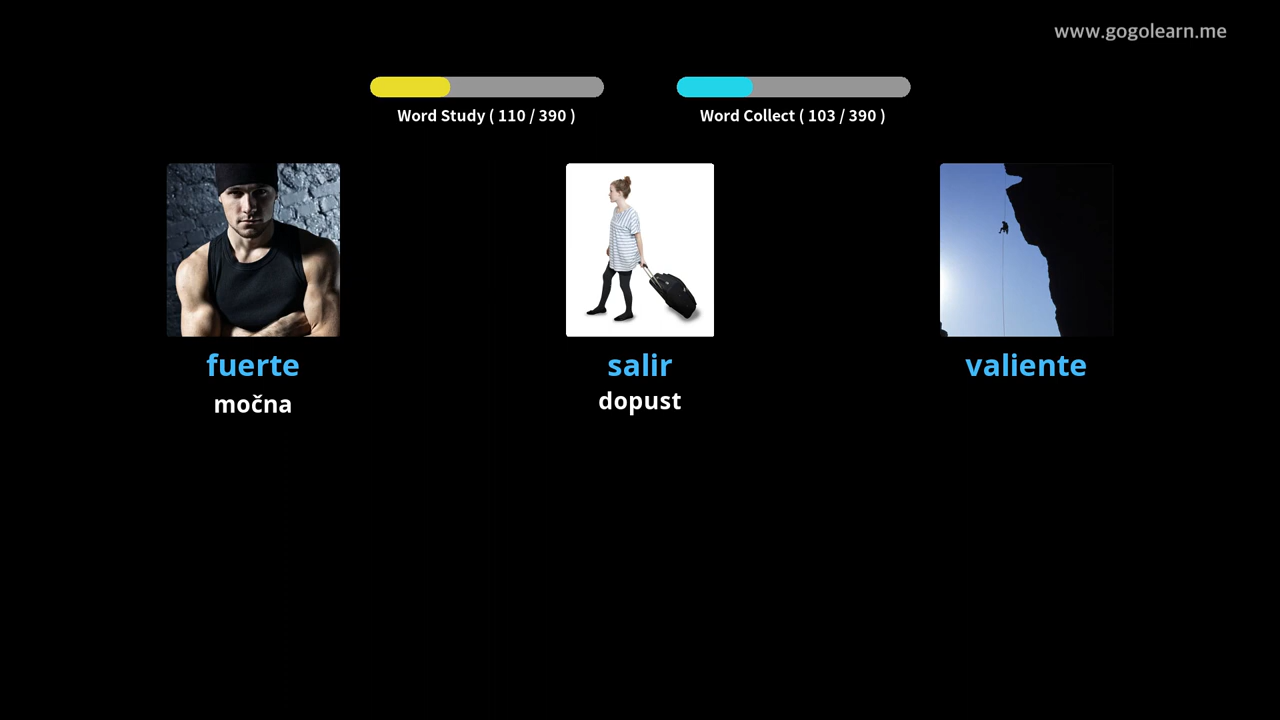 www.gogolearn.me
Word Study ( 110 / 390 )
Word Collect ( 103 / 390 )
fuerte
močna
salir
dopust
valiente